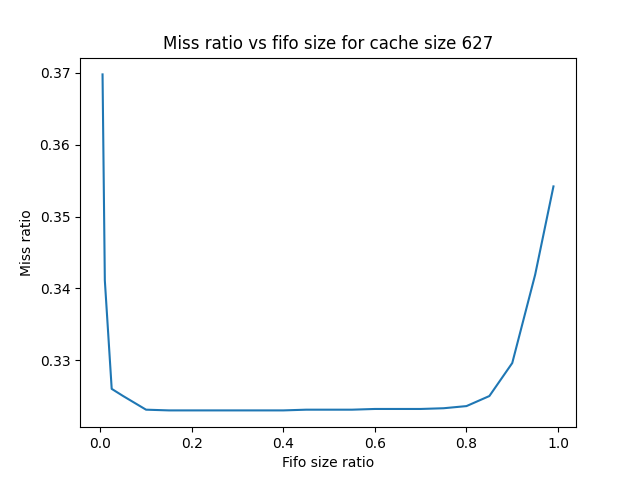 Miss ratio vs fifo size for cache size 627
0.37
0.36
0.35
0.34
0.33
Miss ratio
0.0 0.2 0.4 0.6 0.8 1.0
Fifo size ratio